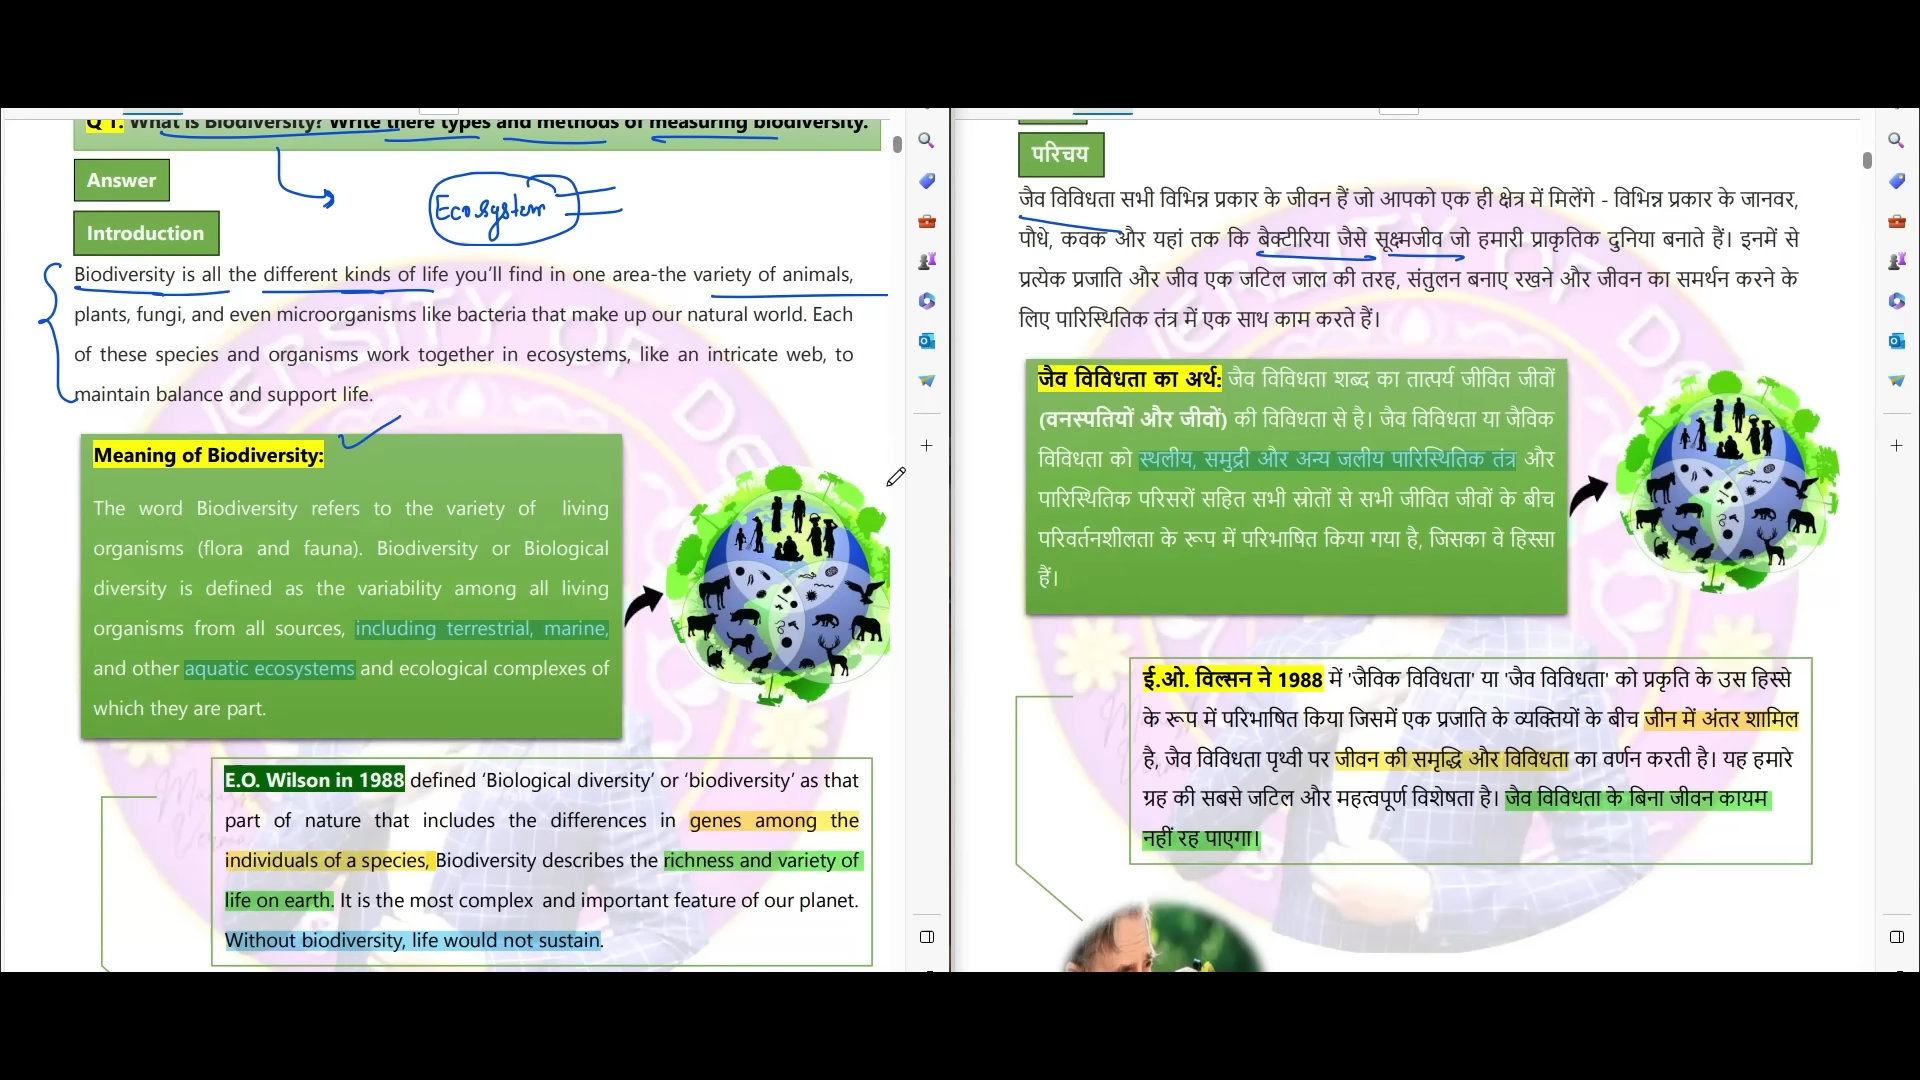 Q 1. What is Biodiversity? Write there types and methods of measuring biodiversity.
Answer
Ecosystem
Introduction
Biodiversity is all the different kinds of life you’ll find in one area-the variety of animals,
plants, fungi, and even microorganisms like bacteria that make up our natural world. Each
of these species and organisms work together in ecosystems, like an intricate web, to
maintain balance and support life.
Meaning of Biodiversity:
The word Biodiversity refers to the variety of living
organisms (flora and fauna). Biodiversity or Biological
diversity is defined as the variability among all living
organisms from all sources, including terrestrial, marine,
and other aquatic ecosystems and ecological complexes of
which they are part.
E.O. Wilson in 1988 defined ‘Biological diversity’ or ‘biodiversity’ as that
part of nature that includes the differences in genes among the
individuals of a species, Biodiversity describes the richness and variety of
life on earth. It is the most complex and important feature of our planet.
Without biodiversity, life would not sustain.
परिचय
जैव विविधता सभी विभिन्न प्रकार के जीवन हैं जो आपको एक ही क्षेत्र में मिलेंगे - विभिन्न प्रकार के जानवर,
पौधे, कवक और यहां तक कि बैक्टीरिया जैसे सूक्ष्मजीव जो हमारी प्राकृतिक दुनिया बनाते हैं। इनमें से
प्रत्येक प्रजाति और जीव एक जटिल जाल की तरह, संतुलन बनाए रखने और जीवन का समर्थन करने के
लिए पारिस्थितिक तंत्र में एक साथ काम करते हैं।
जैव विविधता का अर्थ: जैव विविधता शब्द का तात्पर्य जीवित जीवों
(वनस्पतियों और जीवों) की विविधता से है। जैव विविधता या जैविक
विविधता को स्थलीय, समुद्री और अन्य जलीय पारिस्थितिक तंत्र और
पारिस्थितिक परिसरों सहित सभी स्रोतों से सभी जीवित जीवों के बीच
परिवर्तनशीलता के रूप में परिभाषित किया गया है, जिसका वे हिस्सा
हैं।
ई.ओ. विल्सन ने 1988 में 'जैविक विविधता' या 'जैव विविधता' को प्रकृति के उस हिस्से
के रूप में परिभाषित किया जिसमें एक प्रजाति के व्यक्तियों के बीच जीन में अंतर शामिल
है, जैव विविधता पृथ्वी पर जीवन की समृद्धि और विविधता का वर्णन करती है। यह हमारे
ग्रह की सबसे जटिल और महत्वपूर्ण विशेषता है। जैव विविधता के बिना जीवन कायम
नहीं रह पाएगा।